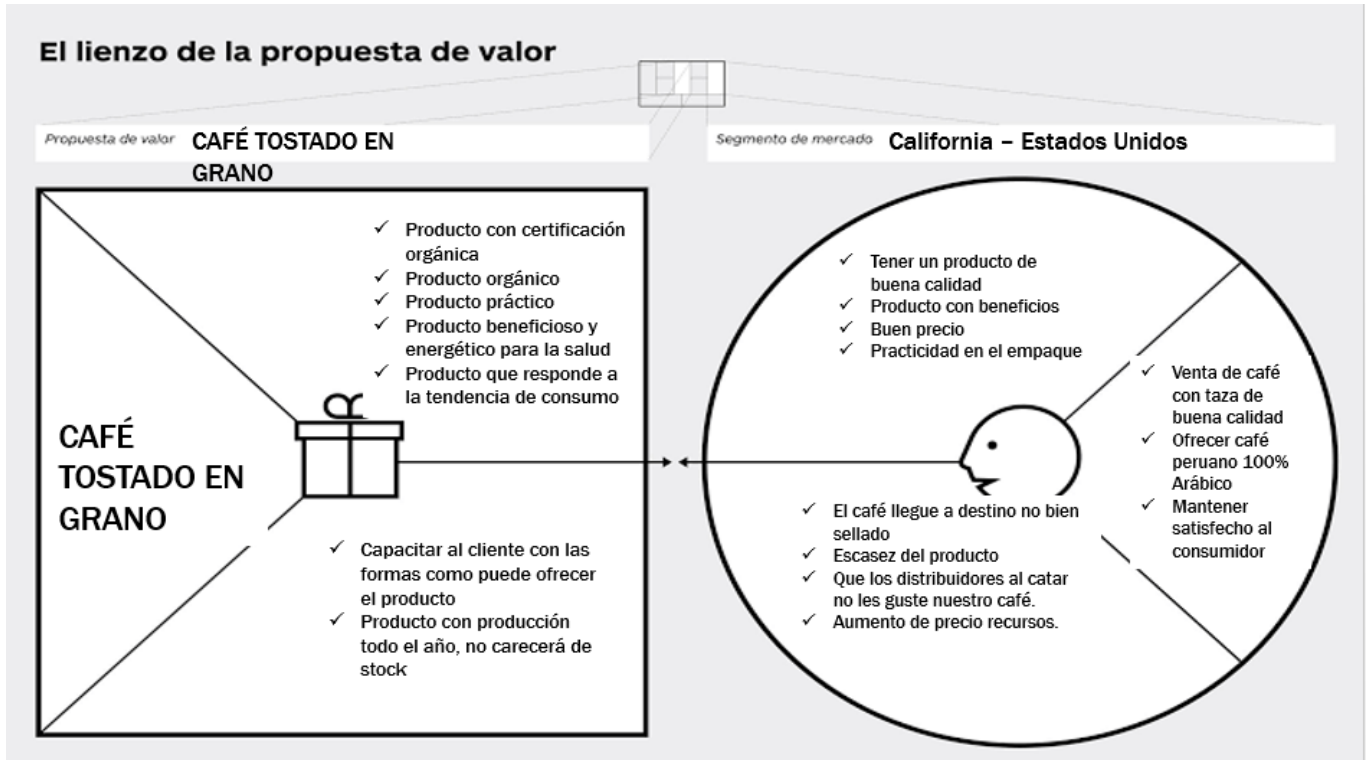 El lienzo de la propuesta de valor
Propuesta de valor CAFÉ TOSTADO EN
GRANO
Segmento de mercado California – Estados Unidos
✓ Producto con certificación
orgánica
✓ Producto orgánico
✓ Producto práctico
✓ Producto beneficioso y
energético para la salud
✓ Producto que responde a
la tendencia de consumo
CAFÉ
TOSTADO EN
GRANO
✓ Capacitar al cliente con las
formas como puede ofrecer
el producto
✓ Producto con producción
todo el año, no carecerá de
stock
✓ Tener un producto de
buena calidad
✓ Producto con beneficios
✓ Buen precio
✓ Practicidad en el empaque
✓ Venta de café
con taza de
buena calidad
✓ Ofrecer café
peruano 100%
Arábico
✓ Mantener
satisfecho al
consumidor
✓ El café llegue a destino no bien
sellado
✓ Escasez del producto
✓ Que los distribuidores al catar
no les guste nuestro café.
✓ Aumento de precio recursos.